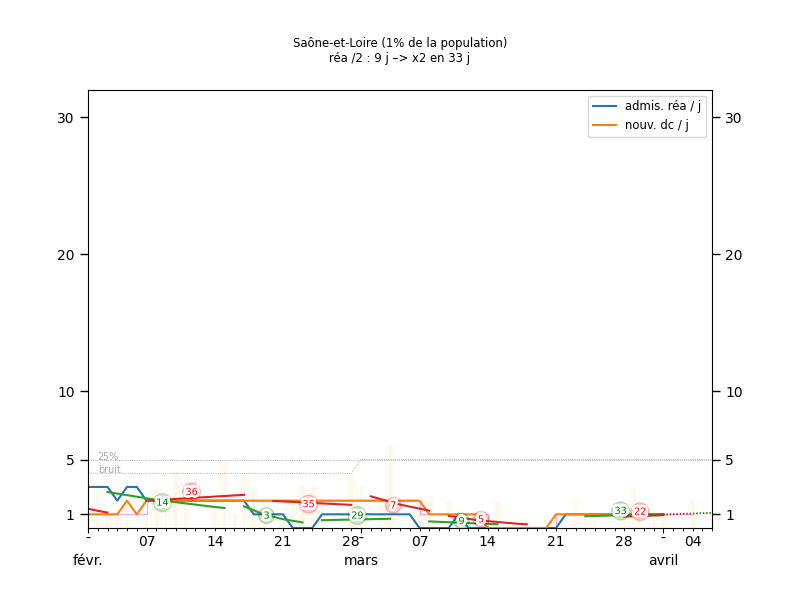 Saône-et-Loire (1% de la population)
réa /2 : 9 j –> x2 en 33 j
admis. réa / j
nouv. dc / j
30 30
20 20
10 10
25%
5 5
bruit
36
14
35
7
33
22
3
29
9
5
1 1
- 07 14 21 28 - 07 14 21 28 - 04
févr. mars avril